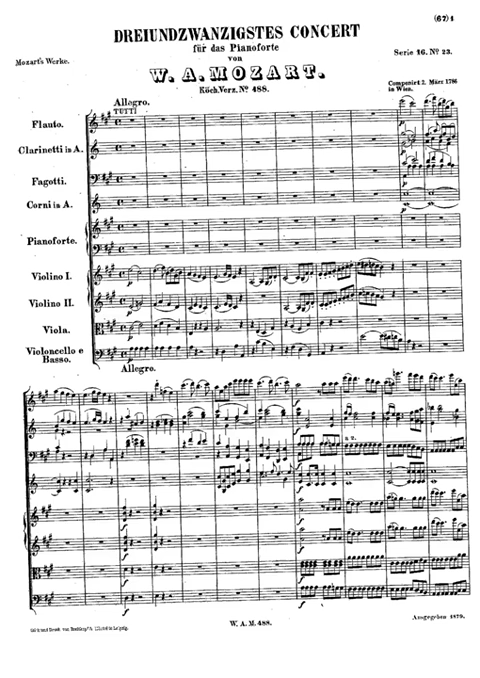 (67) 1
DREIUNDZWANZIGSTES CONCERT
für das Pianoforte
von
Mozart's Werke.
Serie 16. Nº 23.
W. A. MOZART.
Köch. Verz. Nº 488.
Componirt 2. März 1786
in Wien.
Allegro.
TUTTI
Flauto.
Clarinetti in A.
Fagotti.
Corni in A.
Pianoforte.
Violino I.
Violino II.
Viola.
Violoncello e
Basso.
Allegro.
a 2.
W. A. M. 488.
Ausgegeben 1879.